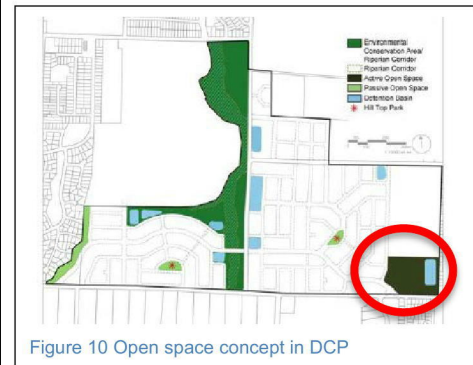 Environmental
Conservation Area/
Riparian Corridor
Riparian Corridor
Active Open Space
Passive Open Space
Detention Basin
Hill Top Park
Figure 10 Open space concept in DCP